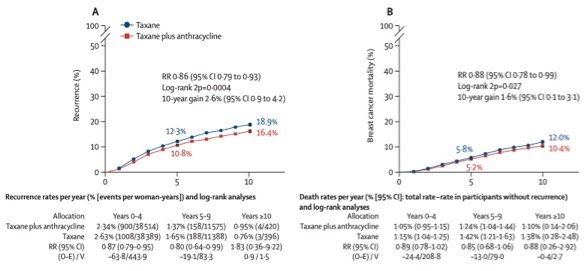 A
Taxane
Taxane plus anthracycline
100
50
40
30
20
10
0
Recurrence (%)
RR 0·86 (95% CI 0·79 to 0·93)
Log-rank 2p=0·0004
10-year gain 2·6% (95% CI 0·9 to 4·2)
12·3%
18·9%
10·8%
16·4%
0 5 10
Recurrence rates per year (% [events per woman-years]) and log-rank analyses
Allocation Years 0–4 Years 5–9 Years ≥10
Taxane plus anthracycline 2·34% (900/38514) 1·37% (158/11575) 0·95% (4/420)
Taxane 2·63% (1008/38389) 1·65% (188/11388) 0·76% (3/396)
RR (95% CI) 0·87 (0·79–0·95) 0·80 (0·64–0·99) 1·83 (0·36–9·22)
(O–E) / V –63·8/443·9 –19·1/83·3 0·9 / 1·5
B
100
50
40
30
20
10
0
Breast cancer mortality (%)
RR 0·88 (95% CI 0·78 to 0·99)
Log-rank 2p=0·027
10-year gain 1·6% (95% CI 0·1 to 3·1)
5·8%
12·0%
5·2%
10·4%
0 5 10
Death rates per year (% [95% CI]: total rate–rate in participants without recurrence)
and log-rank analyses
Allocation Years 0–4 Years 5–9 Years ≥10
Taxane plus anthracycline 1·05% (0·95–1·15) 1·24% (1·04–1·44) 1·10% (0·14–2·06)
Taxane 1·15% (1·04–1·25) 1·42% (1·21–1·63) 1·38% (0·28–2·48)
RR (95% CI) 0·89 (0·78–1·02) 0·85 (0·68–1·06) 0·88 (0·26–2·92)
(O–E) / V –24·4/208·8 –13·0/79·0 –0·4/2·7